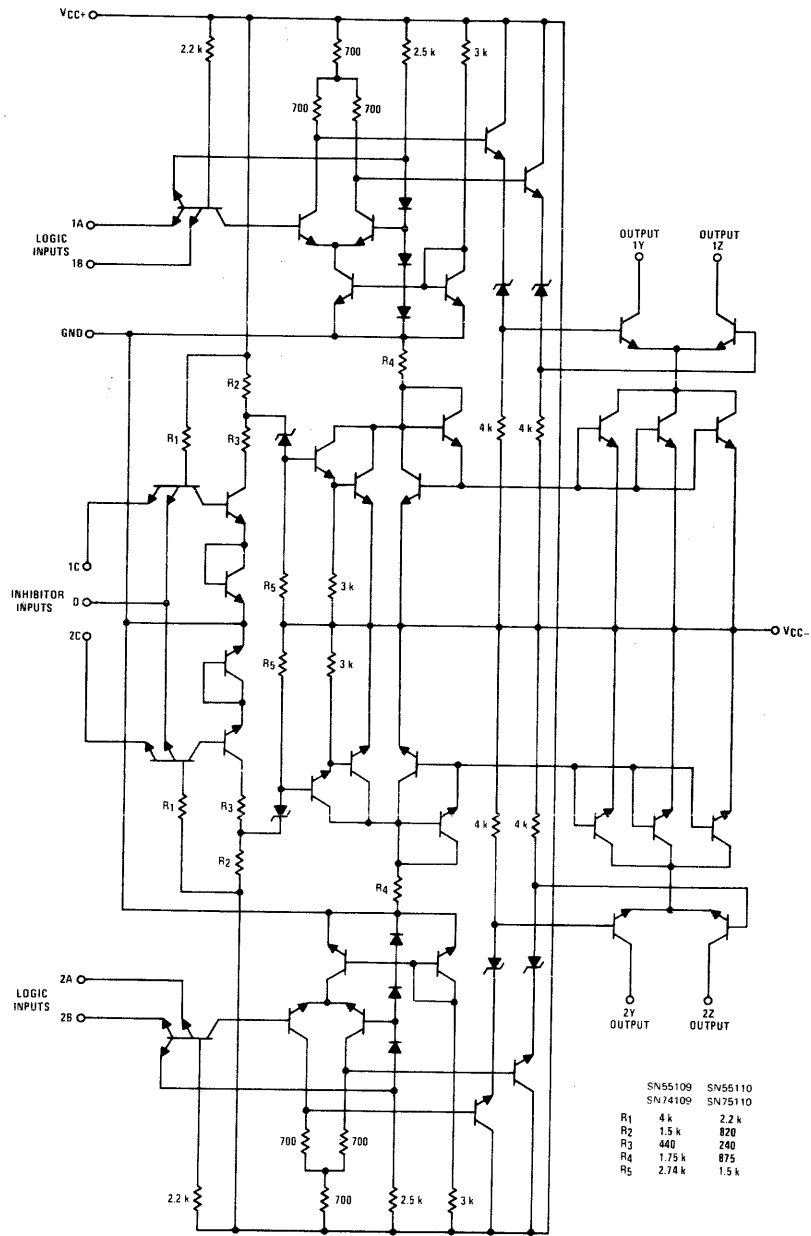 VCC+
2.2 k
700
2.5 k
3 k
700
700
1A
LOGIC
INPUTS
1B
OUTPUT
1Y
OUTPUT
1Z
GND
R4
R2
R1
R3
4 k
4 k
1C
INHIBITOR
INPUTS
D
2C
R5
3 k
VCC–
R5
3 k
R1
R3
R2
4 k
4 k
R4
2A
LOGIC
INPUTS
2B
2Y
OUTPUT
2Z
OUTPUT
700
700
2.2 k
700
2.5 k
3 k
SN55109 SN55110
SN74109 SN75110
R1 4 k 2.2 k
R2 1.5 k 820
R3 440 240
R4 1.75 k 875
R5 2.74 k 1.5 k